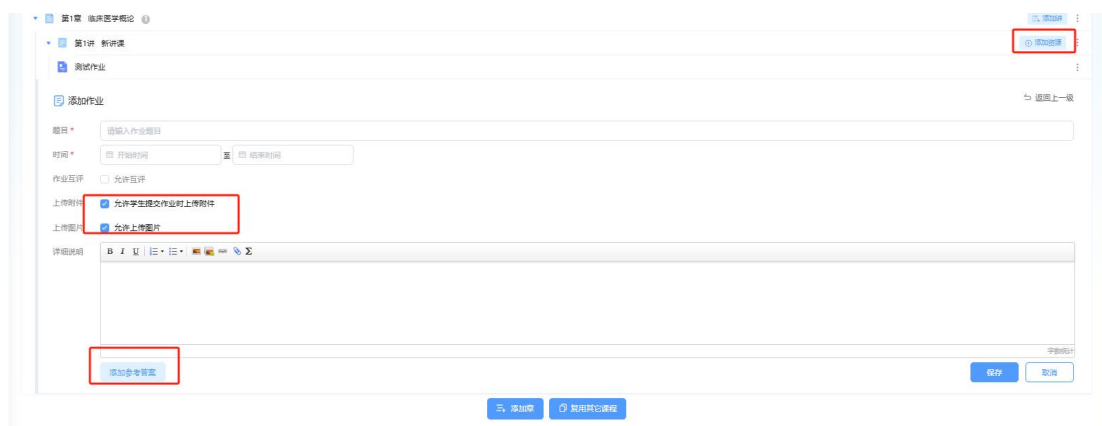 第1章 临床医学概论
添加讲
第1讲 新讲课
添加资源
测试作业
添加作业
返回上一级
题目 *
请输入作业题目
时间 *
开始时间 至 结束时间
作业互评 允许互评
上传附件 允许学生提交作业时上传附件
上传图片 允许上传图片
详细说明
B I U Σ
字数统计
添加参考答案
保存 取消
添加章 复用其它课程